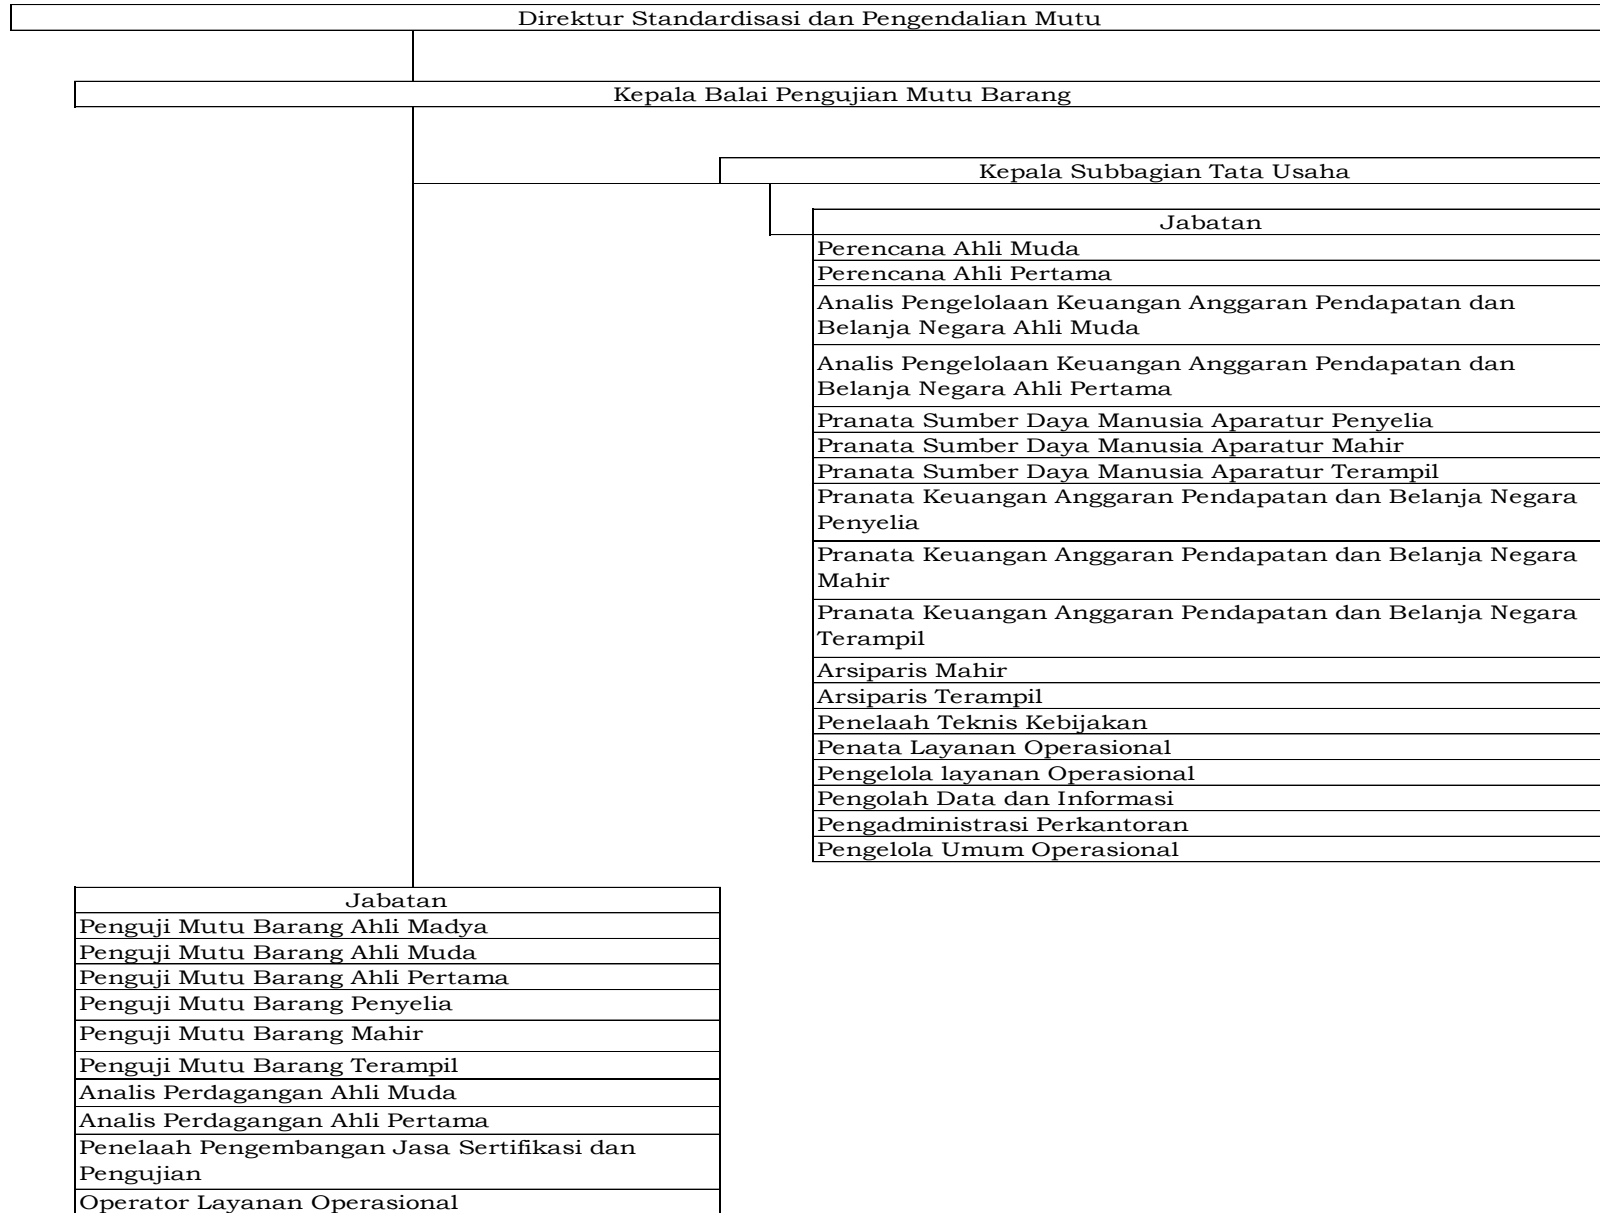 Direktur Standardisasi dan Pengendalian Mutu
Kepala Balai Pengujian Mutu Barang
Kepala Subbagian Tata Usaha
Jabatan
Perencana Ahli Muda
Perencana Ahli Pertama
Analis Pengelolaan Keuangan Anggaran Pendapatan dan
Belanja Negara Ahli Muda
Analis Pengelolaan Keuangan Anggaran Pendapatan dan
Belanja Negara Ahli Pertama
Pranata Sumber Daya Manusia Aparatur Penyelia
Pranata Sumber Daya Manusia Aparatur Mahir
Pranata Sumber Daya Manusia Aparatur Terampil
Pranata Keuangan Anggaran Pendapatan dan Belanja Negara
Penyelia
Pranata Keuangan Anggaran Pendapatan dan Belanja Negara
Mahir
Pranata Keuangan Anggaran Pendapatan dan Belanja Negara
Terampil
Arsiparis Mahir
Arsiparis Terampil
Penelaah Teknis Kebijakan
Penata Layanan Operasional
Pengelola layanan Operasional
Pengolah Data dan Informasi
Pengadministrasi Perkantoran
Pengelola Umum Operasional
Jabatan
Penguji Mutu Barang Ahli Madya
Penguji Mutu Barang Ahli Muda
Penguji Mutu Barang Ahli Pertama
Penguji Mutu Barang Penyelia
Penguji Mutu Barang Mahir
Penguji Mutu Barang Terampil
Analis Perdagangan Ahli Muda
Analis Perdagangan Ahli Pertama
Penelaah Pengembangan Jasa Sertifikasi dan
Pengujian
Operator Layanan Operasional